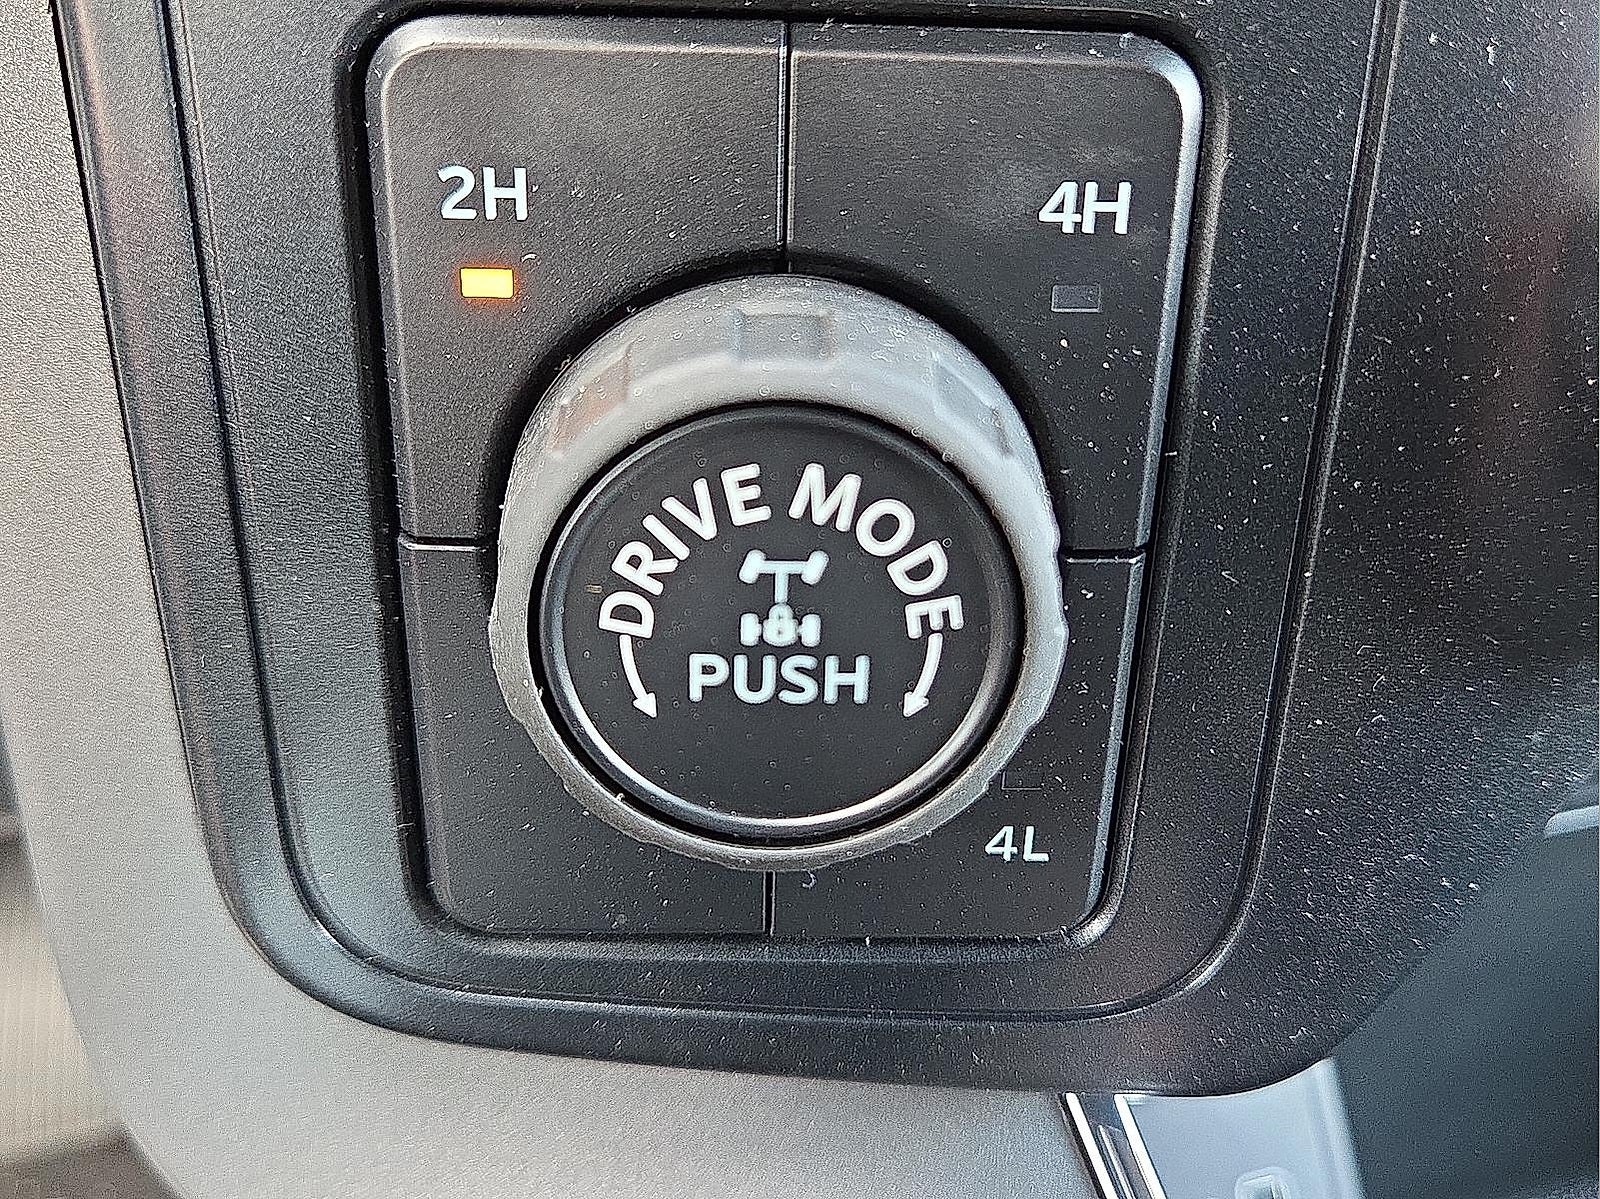 2H
4H
DRIVE MODE
PUSH
4L